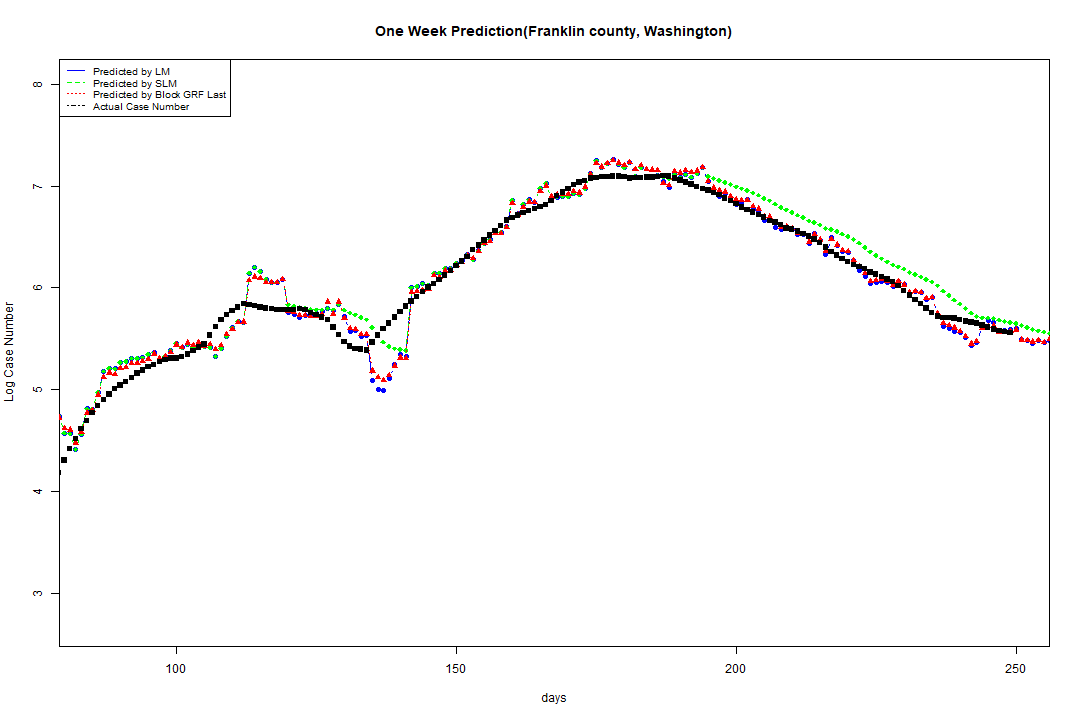 One Week Prediction(Franklin county, Washington)
Predicted by LM
Predicted by SLM
Predicted by Block GRF Last
Actual Case Number
8
7
6
5
4
3
Log Case Number
100
150
200
250
days